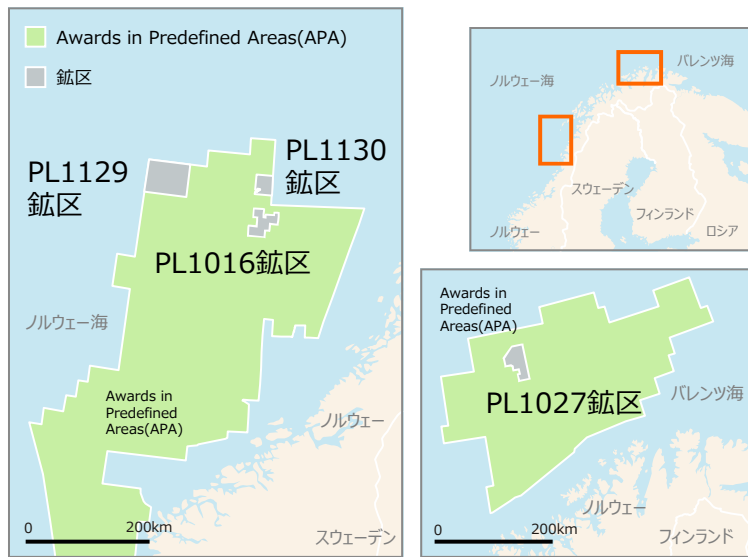 Awards in Predefined Areas(APA)
鉱区
PL1129
鉱区
PL1130
鉱区
PL1016鉱区
ノルウェー海
Awards in
Predefined
Areas(APA)
ノルウェー
スウェーデン
0
200km
バレンツ海
ノルウェー海
スウェーデン
フィンランド
ノルウェー
ロシア
Awards in
Predefined
Areas(APA)
PL1027鉱区
バレンツ海
ノルウェー
フィンランド
0
200km